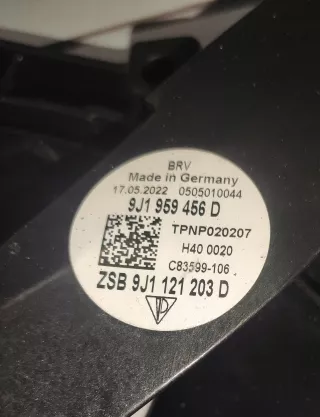 BRV
Made in Germany
17.05.2022 0505010044
9J1 959 456 D
TPNP020207
H40 0020
C83599-106
ZSB 9J1 121 203 D